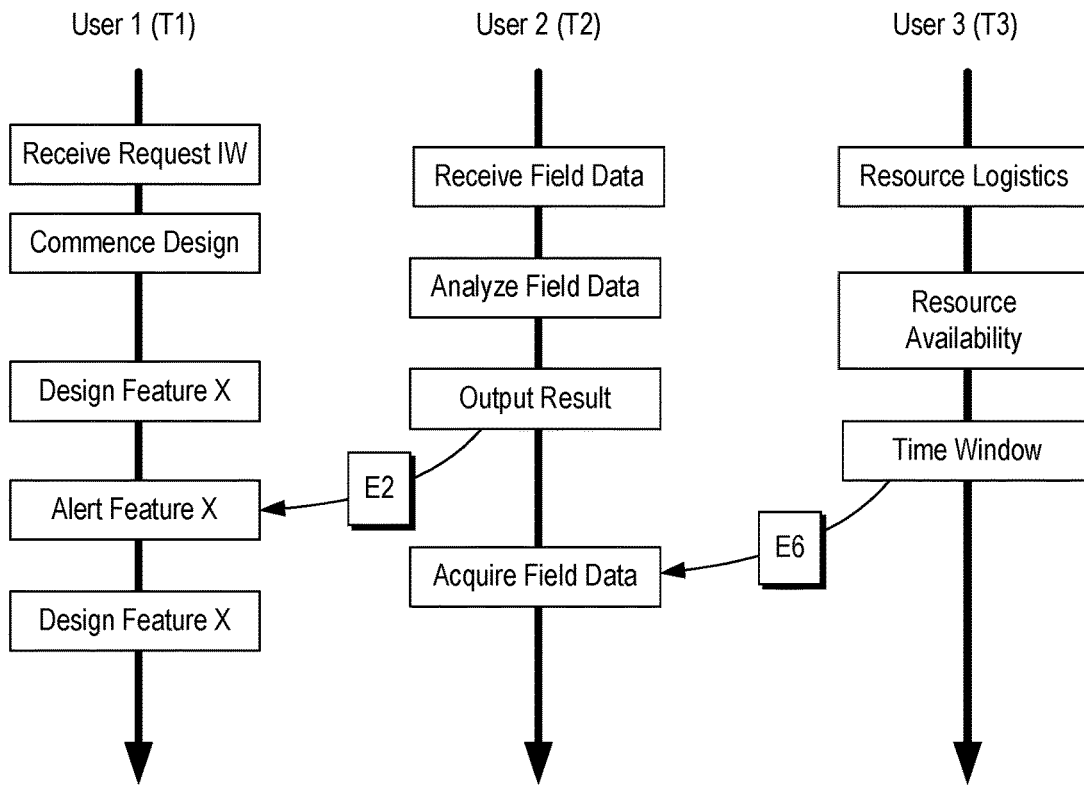 User 1 (T1)
User 2 (T2)
User 3 (T3)
Receive Request IW
Commence Design
Design Feature X
Alert Feature X
Design Feature X
Receive Field Data
Analyze Field Data
Output Result
E2
Acquire Field Data
Resource Logistics
Resource
Availability
Time Window
E6